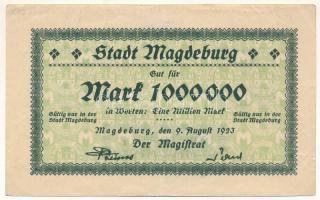 Stadt Magdeburg
Gut für
Mark 1000000
in Worten: Eine Million Mark
Gültig nur in der
Stadt Magdeburg
Gültig nur in der
Stadt Magdeburg
Magdeburg, den 9. August 1923
Der Magistrat